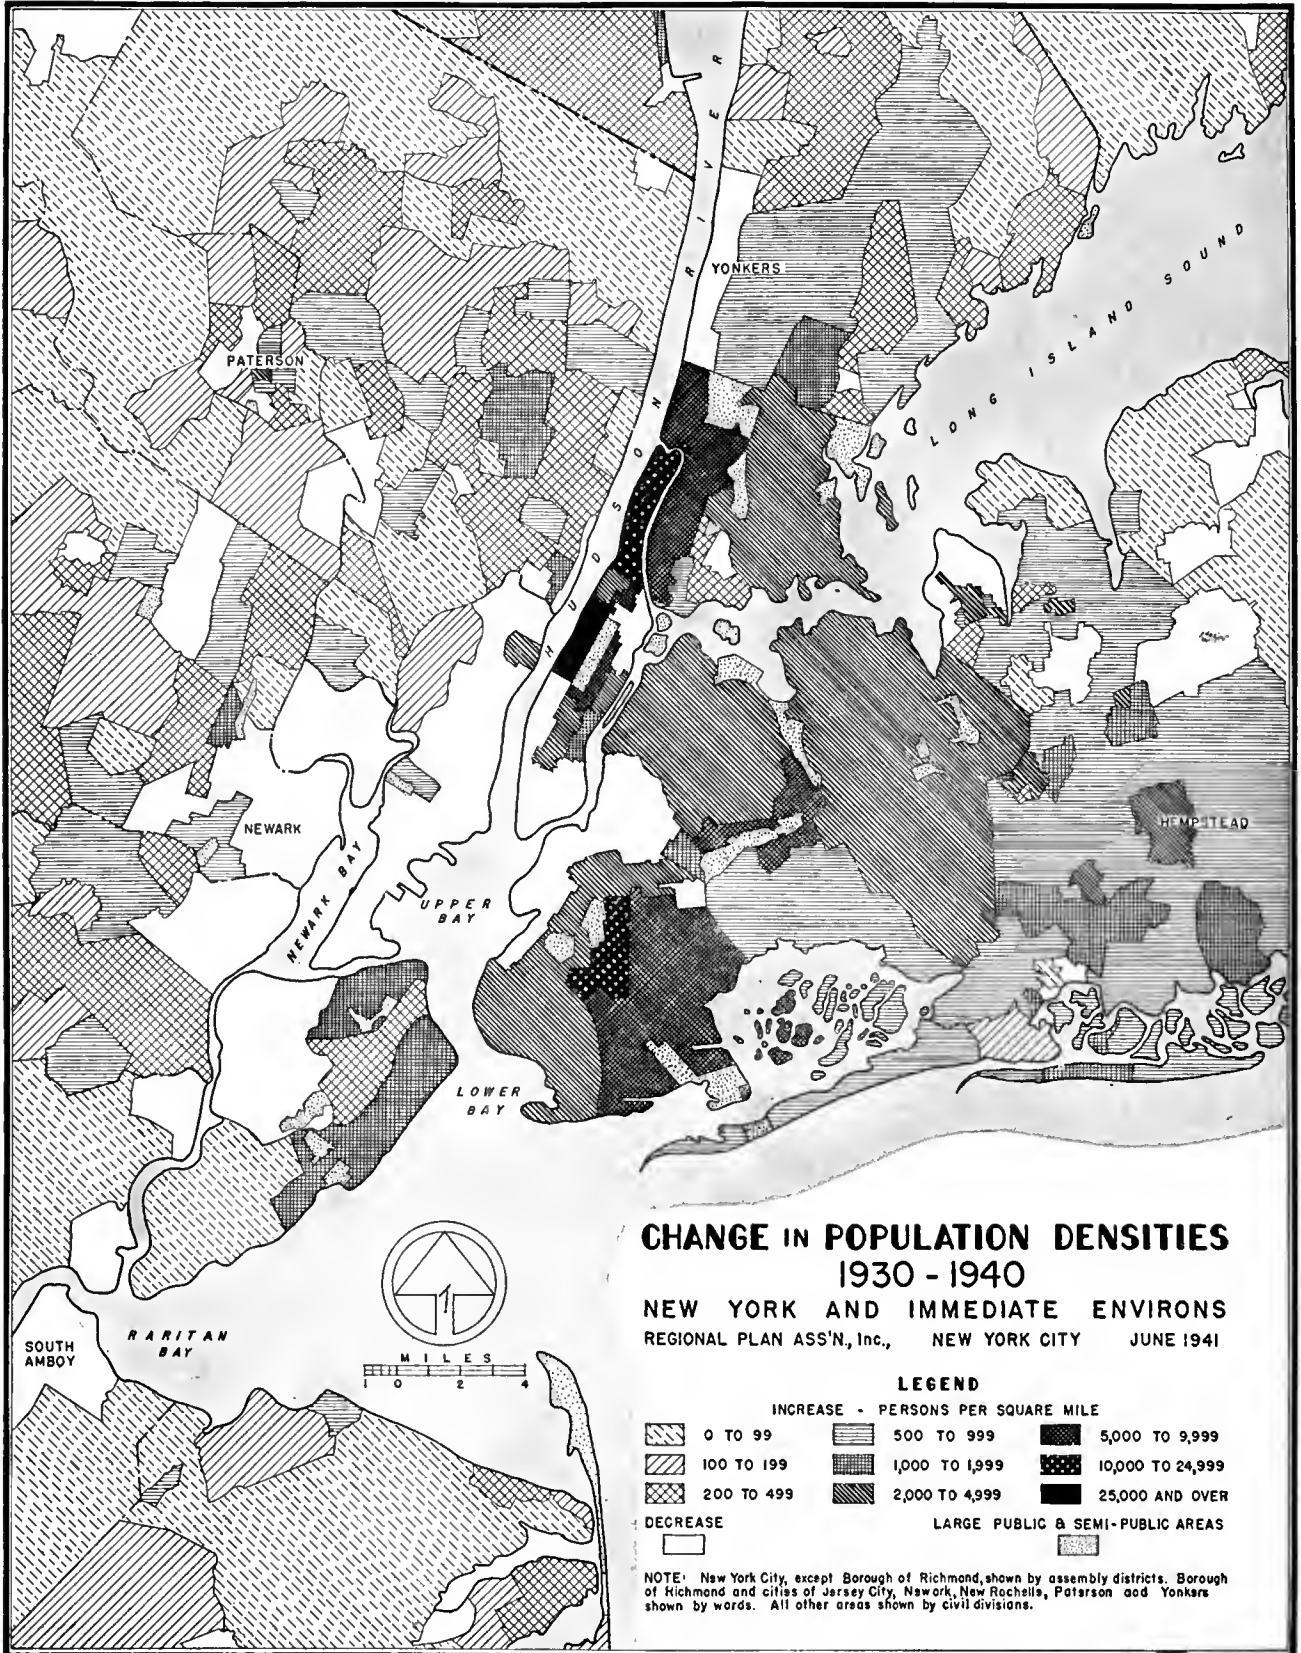 HUDSON RIVER
YONKERS
LONG ISLAND SOUND
PATERSON
NEWARK
HEMPSTEAD
NEWARK BAY
UPPER
BAY
LOWER
BAY
SOUTH
AMBOY
RARITAN
BAY
MILES
1 0 2 4
CHANGE IN POPULATION DENSITIES
1930 - 1940
NEW YORK AND IMMEDIATE ENVIRONS
REGIONAL PLAN ASS'N., Inc., NEW YORK CITY JUNE 1941
LEGEND
INCREASE - PERSONS PER SQUARE MILE
0 TO 99 500 TO 999 5,000 TO 9,999
100 TO 199 1,000 TO 1,999 10,000 TO 24,999
200 TO 499 2,000 TO 4,999 25,000 AND OVER
DECREASE LARGE PUBLIC & SEMI-PUBLIC AREAS
NOTE: New York City, except Borough of Richmond, shown by assembly districts. Borough
of Richmond and cities of Jersey City, Newark, New Rochelle, Paterson and Yonkers
shown by wards. All other areas shown by civil divisions.